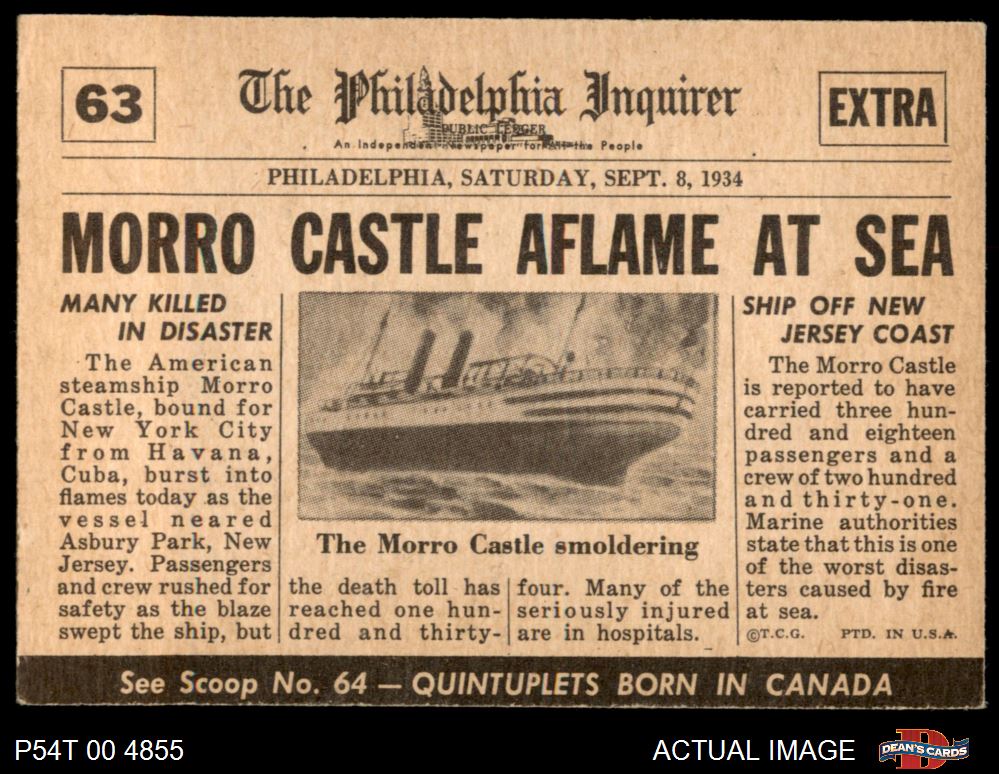 63
The Philadelphia Inquirer
PUBLIC LEDGER
An Independent Newspaper for All the People
EXTRA
PHILADELPHIA, SATURDAY, SEPT. 8, 1934
MORRO CASTLE AFLAME AT SEA
MANY KILLED
IN DISASTER
The American
steamship Morro
Castle, bound for
New York City
from Havana,
Cuba, burst into
flames today as the
vessel neared
Asbury Park, New
Jersey. Passengers
and crew rushed for
safety as the blaze
swept the ship, but
The Morro Castle smoldering
the death toll has
reached one hun-
dred and thirty-
four. Many of the
seriously injured
are in hospitals.
SHIP OFF NEW
JERSEY COAST
The Morro Castle
is reported to have
carried three hun-
dred and eighteen
passengers and a
crew of two hundred
and thirty-one.
Marine authorities
state that this is one
of the worst disas-
ters caused by fire
at sea.
©T.C.G. PTD. IN U.S.A.
See Scoop No. 64 — QUINTUPLETS BORN IN CANADA
P54T 00 4855
ACTUAL IMAGE
DEAN'S CARDS